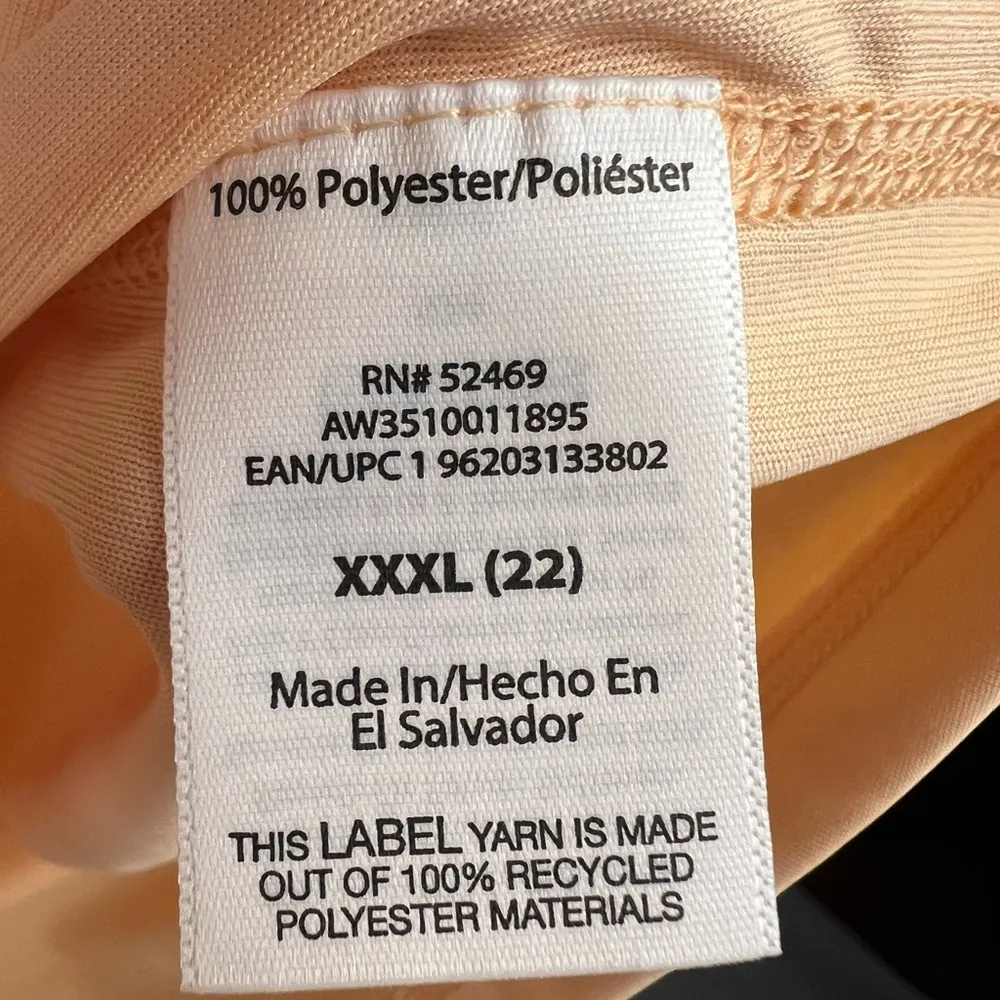 100% Polyester/Poliéster
RN# 52469
AW3510011895
EAN/UPC 1 96203133802
XXXL (22)
Made In/Hecho En
El Salvador
THIS LABEL YARN IS MADE
OUT OF 100% RECYCLED
POLYESTER MATERIALS